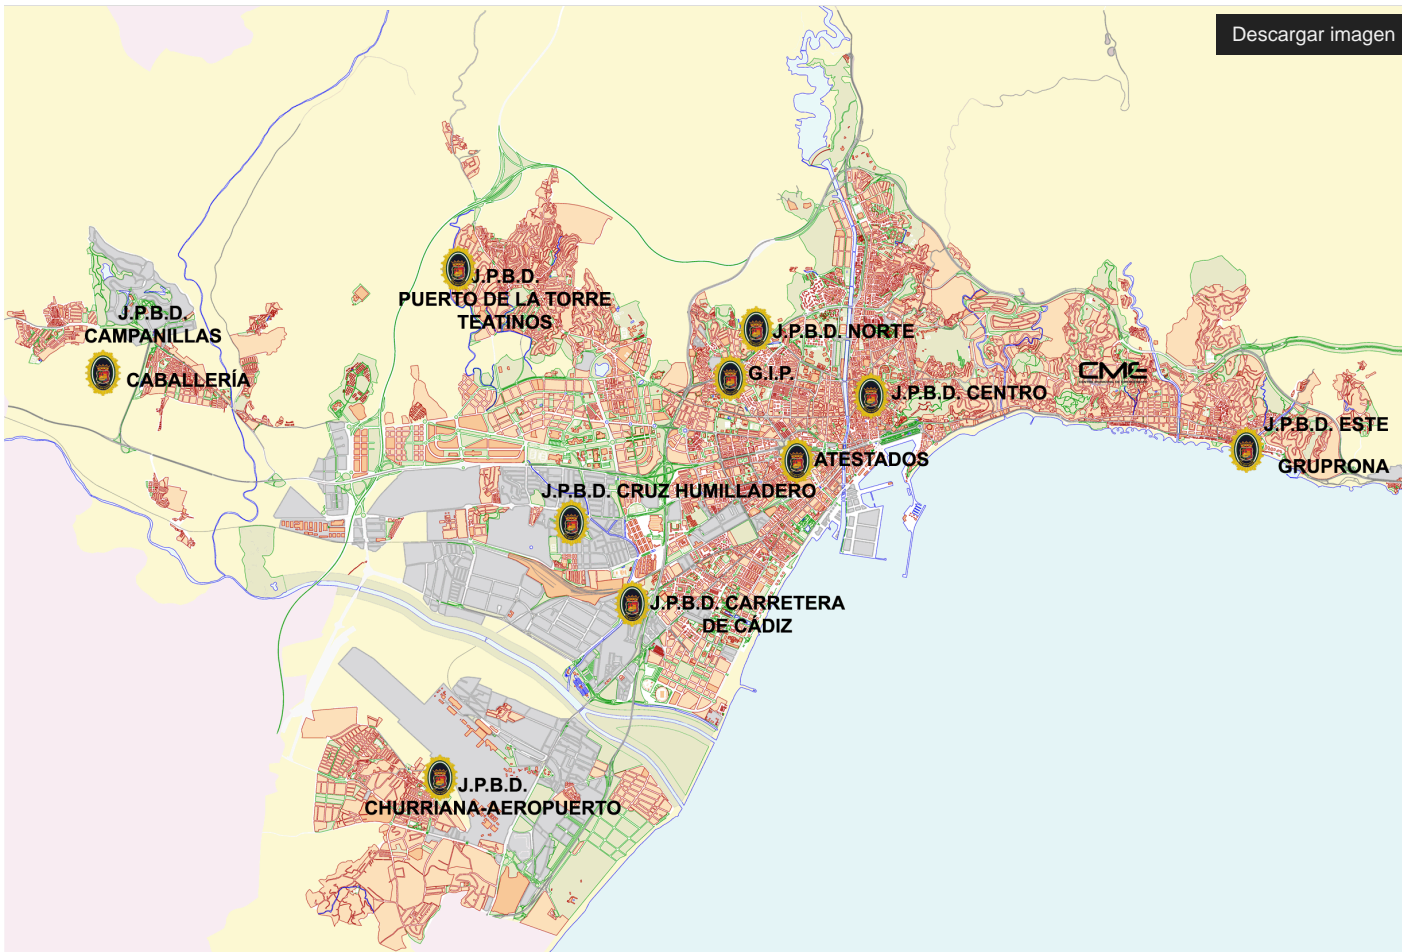 Descargar imagen
J.P.B.D.
PUERTO DE LA TORRE
TEATINOS
J.P.B.D.
CAMPANILLAS
CABALLERÍA
J.P.B.D. NORTE
G.I.P.
J.P.B.D. CENTRO
CME
J.P.B.D. ESTE
GRUPRONA
ATESTADOS
J.P.B.D. CRUZ HUMILLADERO
J.P.B.D. CARRETERA
DE CÁDIZ
J.P.B.D.
CHURRIANA-AEROPUERTO